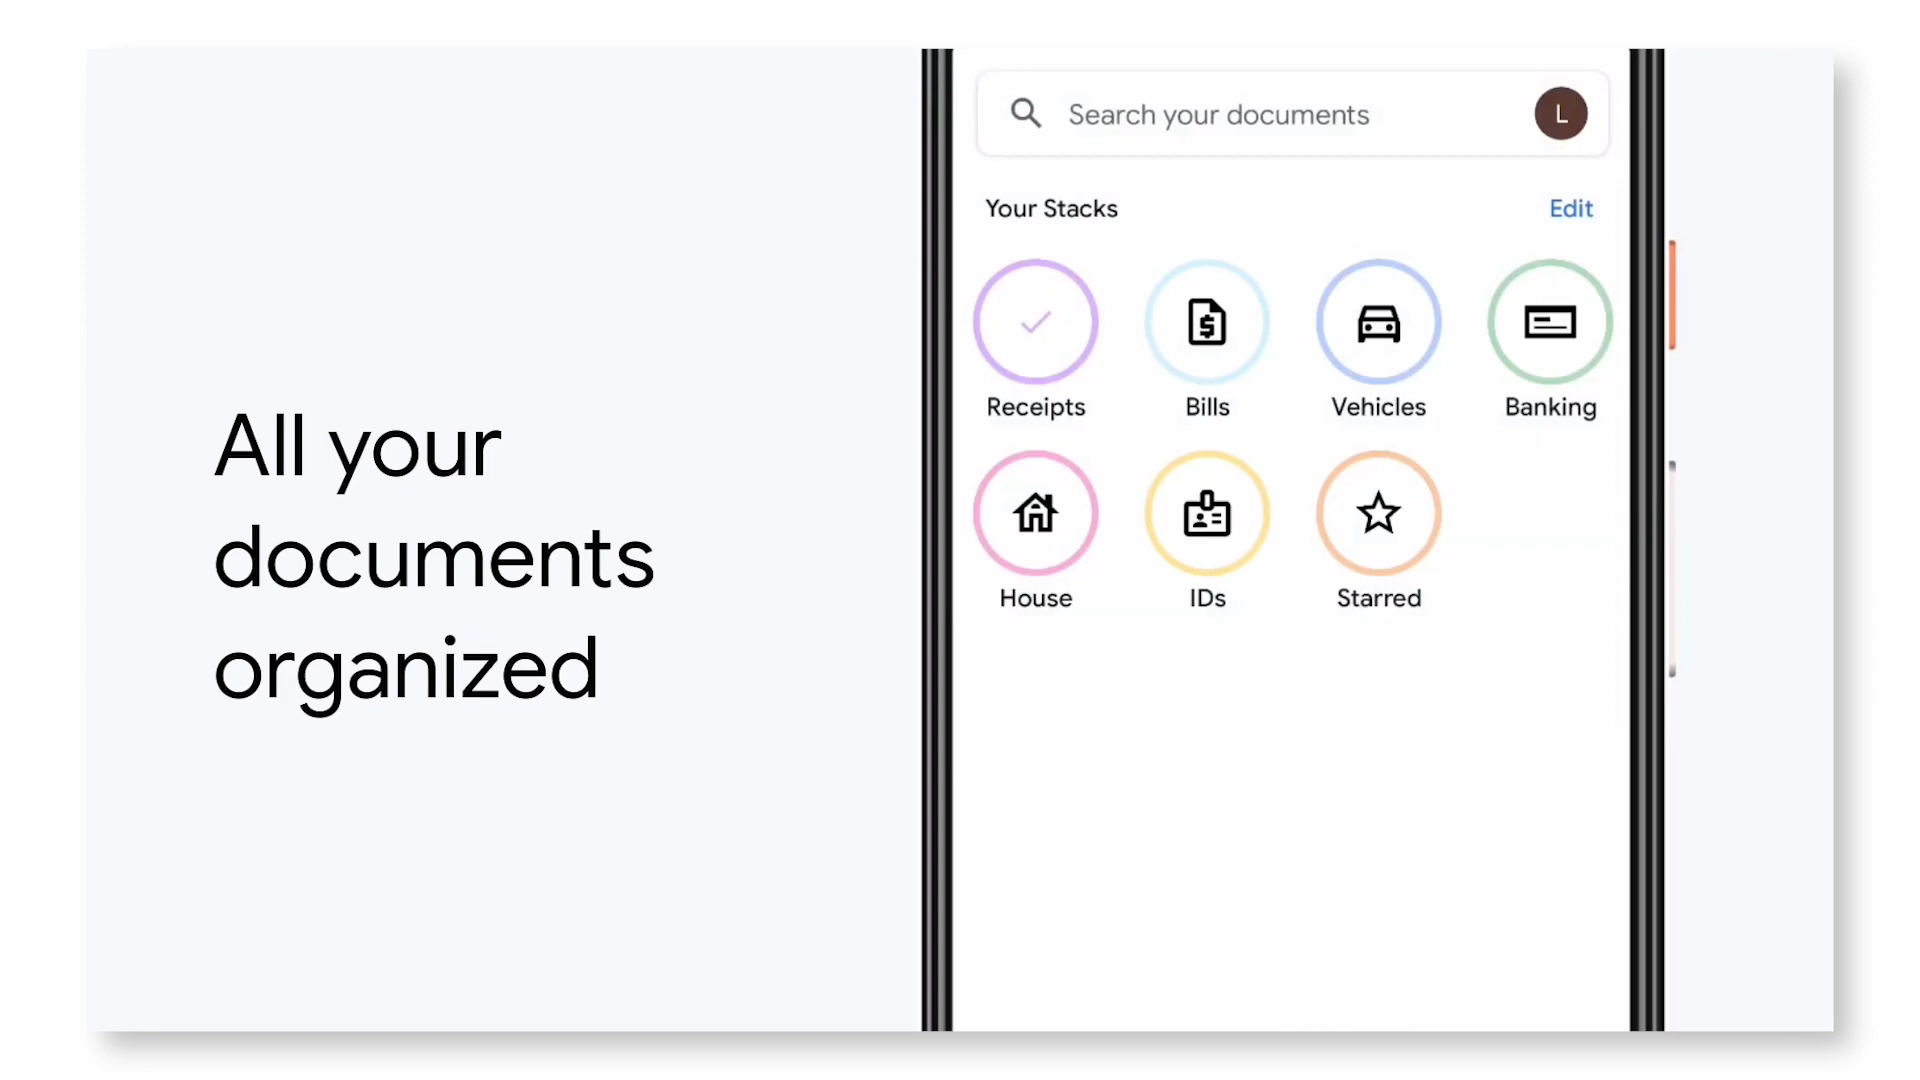 All your
documents
organized
Search your documents
L
Your Stacks
Edit
Receipts
Bills
Vehicles
Banking
House
IDs
Starred